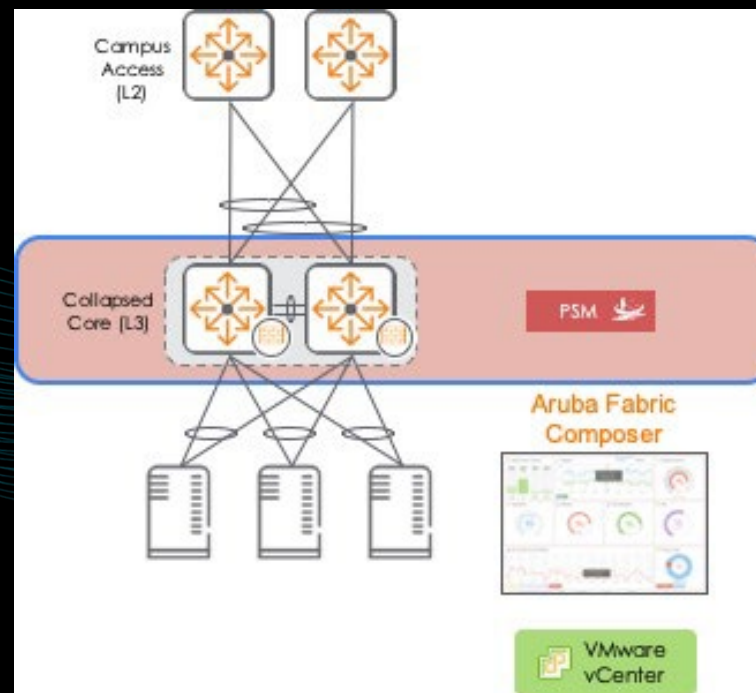 Campus
Access
(L2)
Collapsed
Core (L3)
PSM
Aruba Fabric
Composer
VMware
vCenter